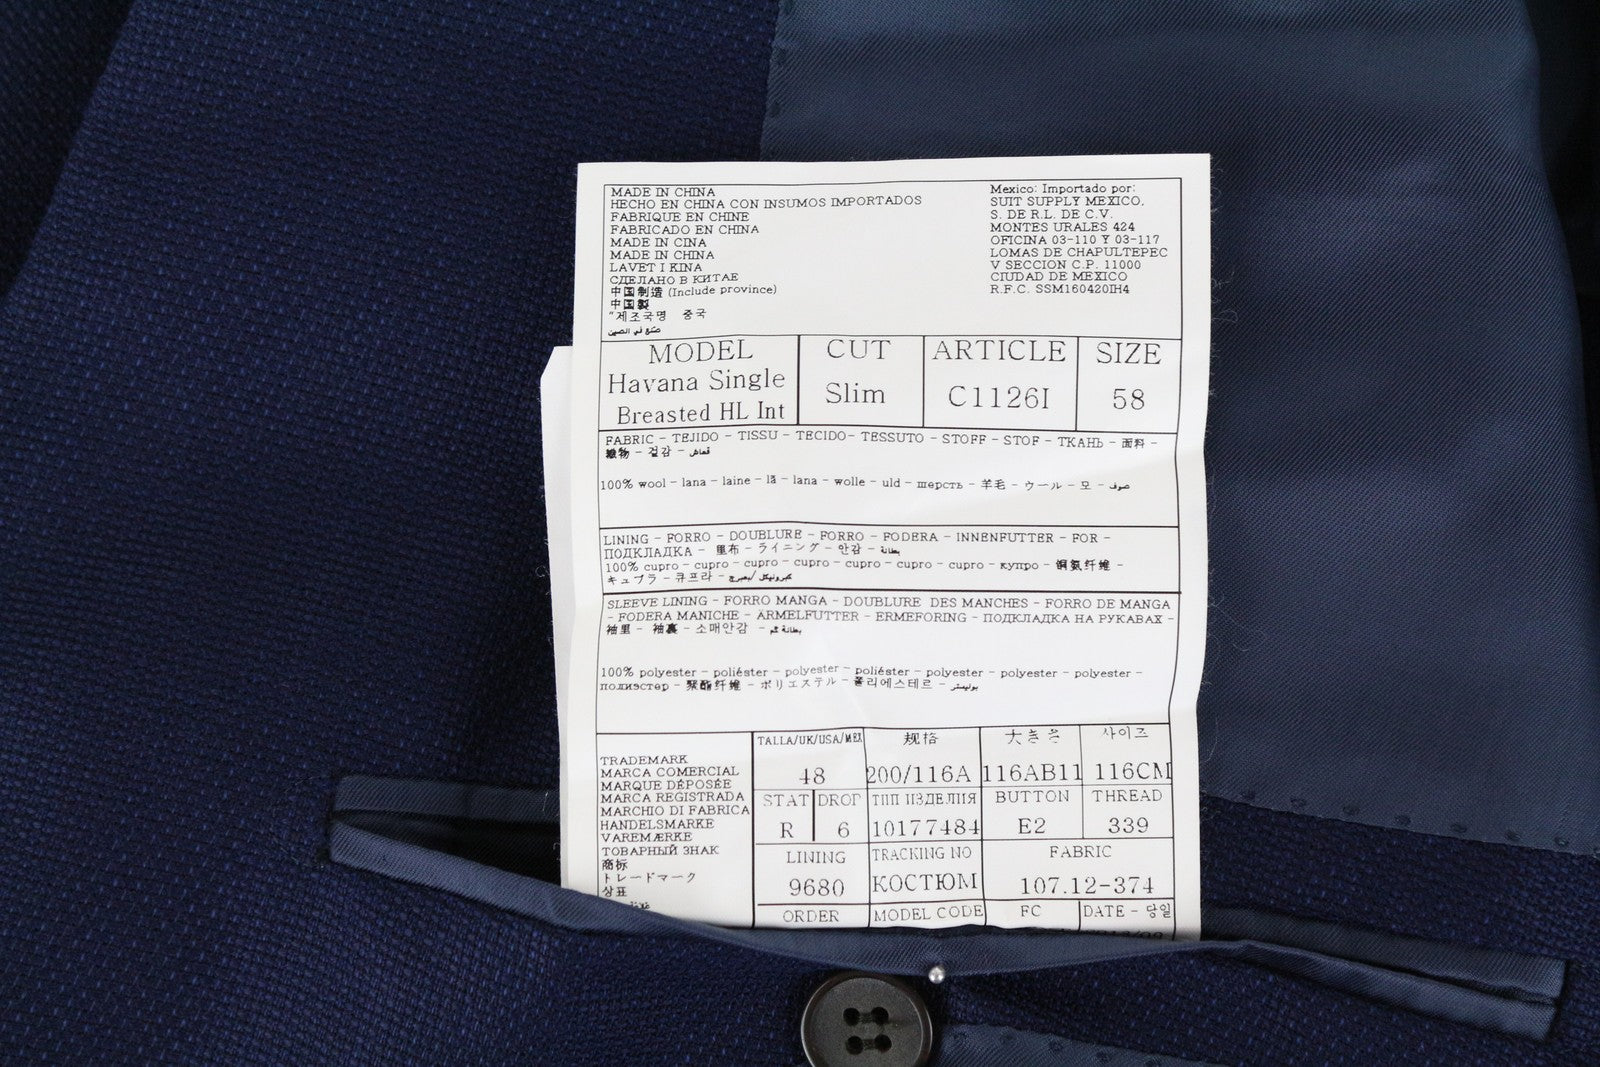 MADE IN CHINA
HECHO EN CHINA CON INSUMOS IMPORTADOS
FABRIQUE EN CHINE
FABRICADO EN CHINA
MADE IN CINA
MADE IN CHINA
LAVET I KINA
СДЕЛАНО В КИТАЕ
中国制造 (Include province)
中国製
"제조국명 중국
صنع في الصين
Mexico: Importado por:
SUIT SUPPLY MEXICO,
S. DE R.L. DE C.V.
MONTES URALES 424
OFICINA 03-110 Y 03-117
LOMAS DE CHAPULTEPEC
V SECCION C.P. 11000
CIUDAD DE MEXICO
R.F.C. SSM160420IH4
MODEL
Havana Single
Breasted HL Int
CUT
Slim
ARTICLE
C1126I
SIZE
58
FABRIC - TEJIDO - TISSU - TECIDO- TESSUTO - STOFF - STOF - ТКАНЬ - 面料 -
織物 - 겉감 - قماش
100% wool - lana - laine - lã - lana - wolle - uld - шерсть - 羊毛 - ウール - 모 - صوف
LINING - FORRO - DOUBLURE - FORRO - FODERA - INNENFUTTER - FOR -
ПОДКЛАДКА - 里布 - ライニング - 안감 - بطانة
100% cupro - cupro - cupro - cupro - cupro - cupro - cupro - купро - 铜氨纤维 -
キュプラ - 큐프라 -
SLEEVE LINING - FORRO MANGA - DOUBLURE DES MANCHES - FORRO DE MANGA
- FODERA MANICHE - ÄRMELFUTTER - ERMEFORING - ПОДКЛАДКА НА РУКАВАХ -
袖里 - 袖裏 - 소매안감 - بطانة كم
100% polyester - poliéster - polyester - poliéster - polyester - polyester - polyester -
полиэстер - 聚酯纤维 - ポリエステル - 폴리에스테르 - بوليستر
TRADEMARK
MARCA COMERCIAL
MARQUE DÉPOSÉE
MARCA REGISTRADA
MARCHIO DI FABRICA
HANDELSMARKE
VAREMÆRKE
ТОВАРНЫЙ ЗНАК
商标
トレードマーク
상표
TALLA/UK/USA/MEX
48
规格
200/116A
大きさ
116AB11
사이즈
116CM
STAT
R
DROP
6
ТИП ИЗДЕЛИЯ
10177484
BUTTON
E2
THREAD
339
LINING
9680
TRACKING NO
КОСТЮМ
FABRIC
107.12-374
ORDER
MODEL CODE
FC
DATE - 당일